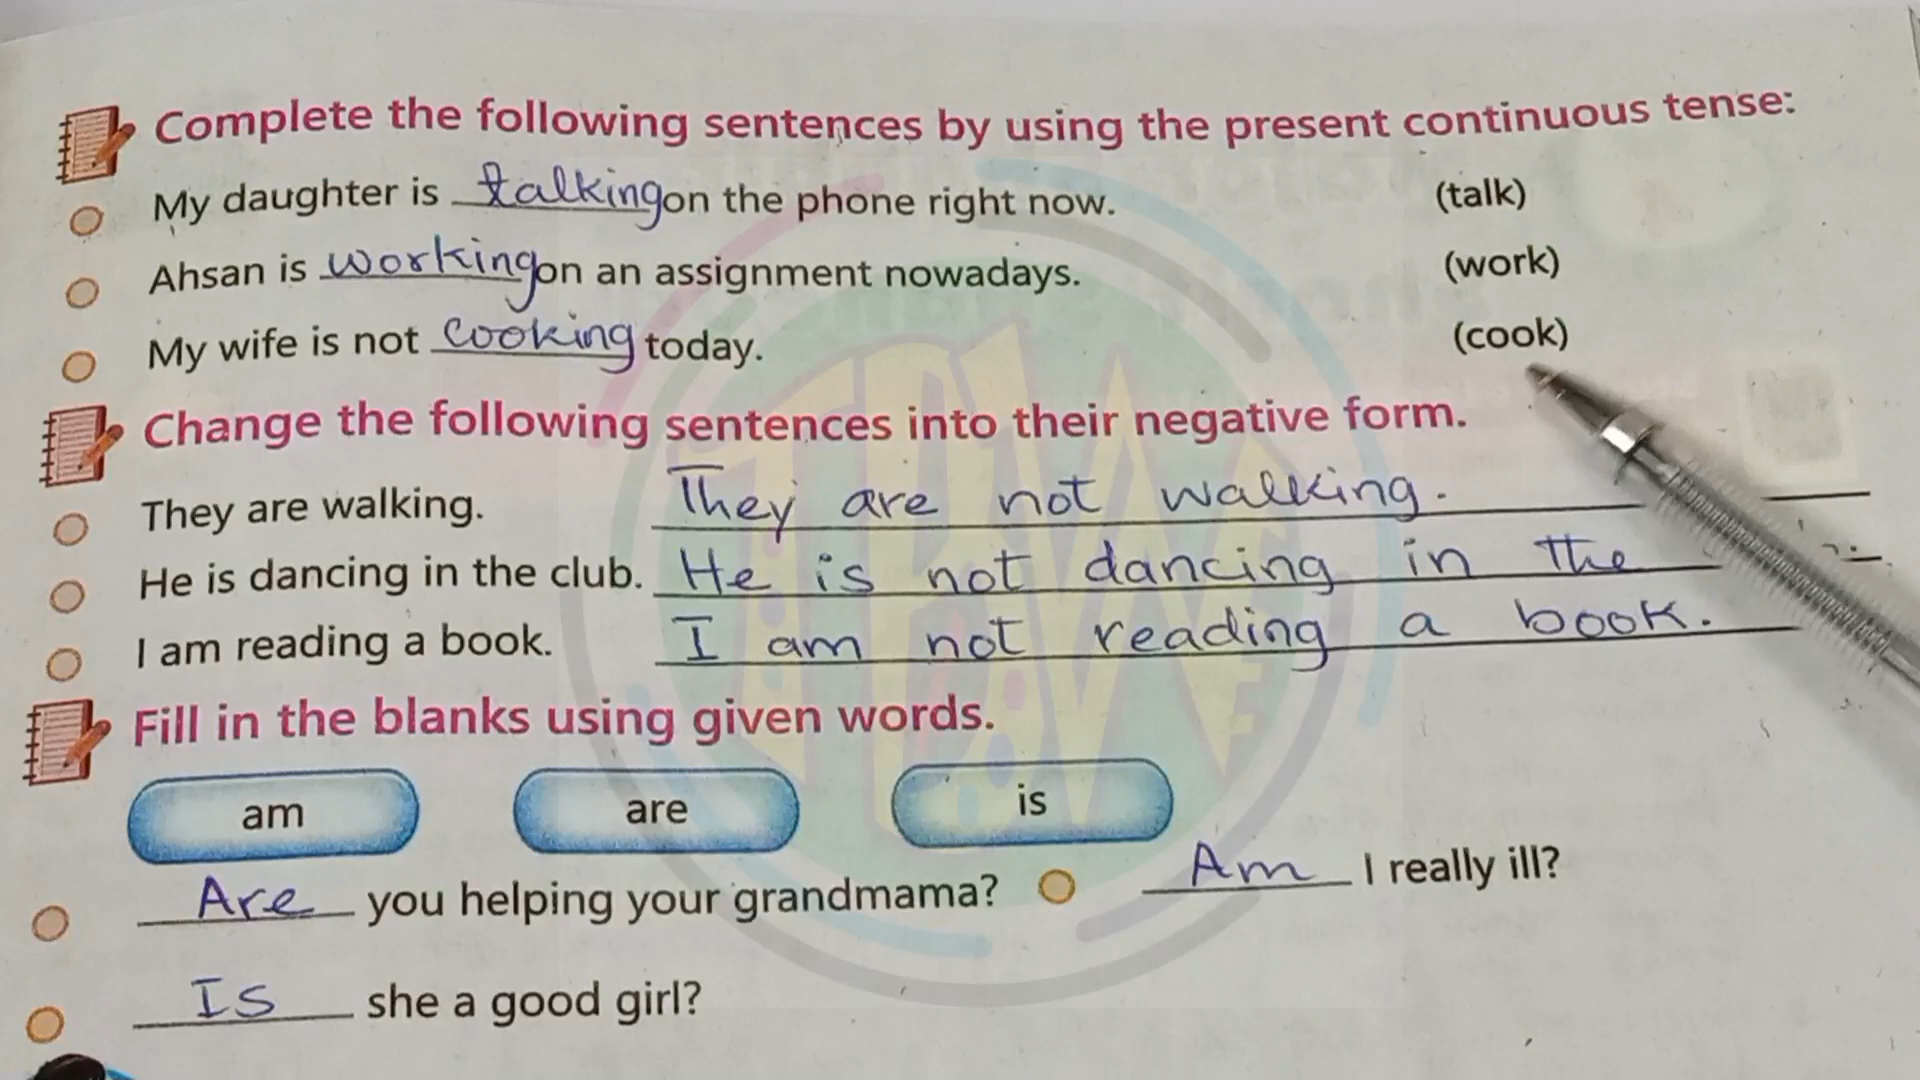 Complete the following sentences by using the present continuous tense:
My daughter is talking on the phone right now. (talk)
Ahsan is working on an assignment nowadays. (work)
My wife is not cooking today. (cook)
Change the following sentences into their negative form.
They are walking. They are not walking.
He is dancing in the club. He is not dancing in the
I am reading a book. I am not reading a book.
Fill in the blanks using given words.
am are is
Are you helping your grandmama? Am I really ill?
Is she a good girl?